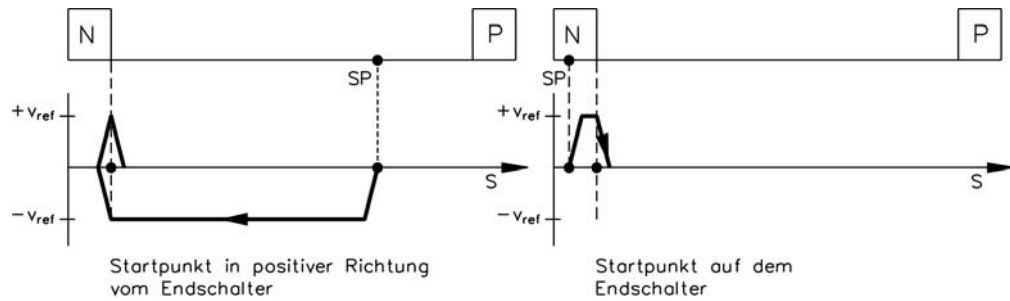 N P N P
SP SP
+ vref + vref
S S
− vref − vref
Startpunkt in positiver Richtung
vom Endschalter
Startpunkt auf dem
Endschalter